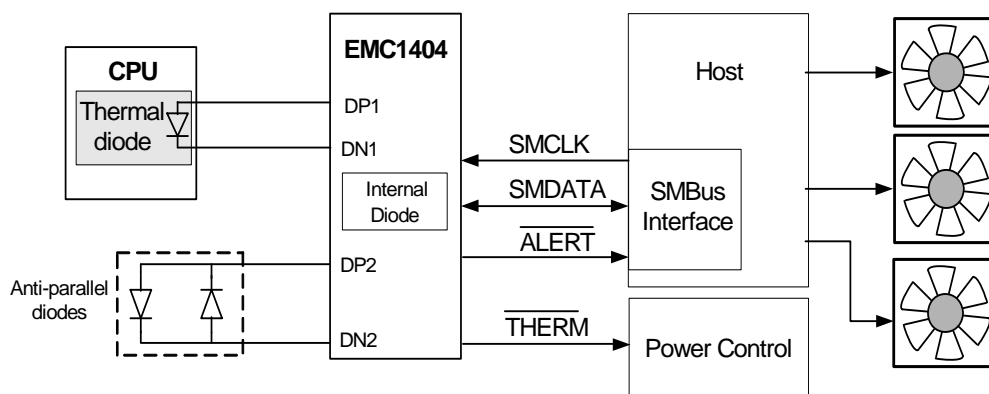 CPU
Thermal
diode
EMC1404
DP1
DN1
Internal
Diode
DP2
DN2
Anti-parallel
diodes
SMCLK
SMDATA
ALERT
THERM
Host
SMBus
Interface
Power Control